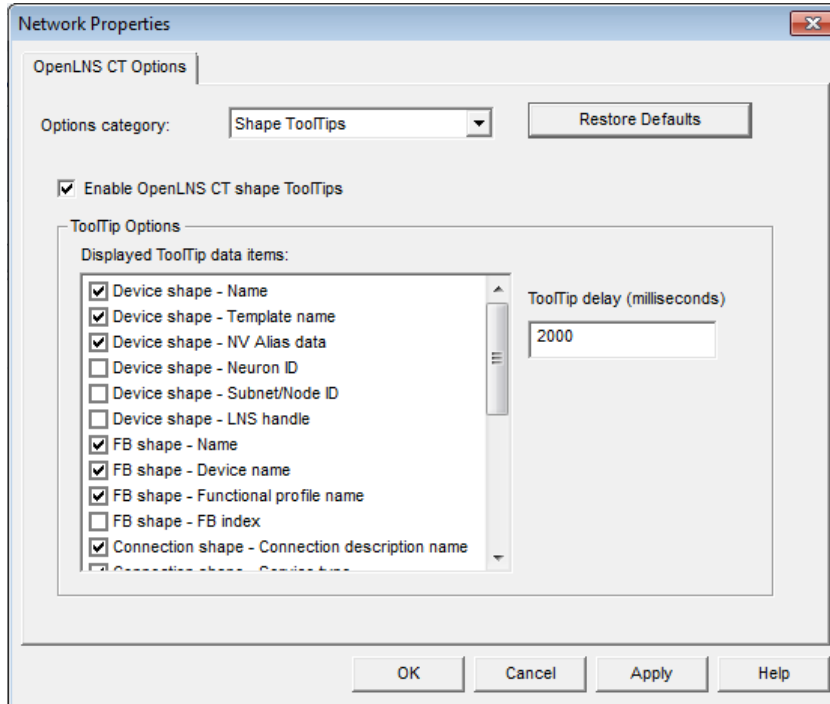 Network Properties
OpenLNS CT Options
Options category:
Shape ToolTips
Restore Defaults
Enable OpenLNS CT shape ToolTips
ToolTip Options
Displayed ToolTip data items:
Device shape - Name
Device shape - Template name
Device shape - NV Alias data
Device shape - Neuron ID
Device shape - Subnet/Node ID
Device shape - LNS handle
FB shape - Name
FB shape - Device name
FB shape - Functional profile name
FB shape - FB index
Connection shape - Connection description name
Connection shape - Service type
ToolTip delay (milliseconds)
2000
OK
Cancel
Apply
Help